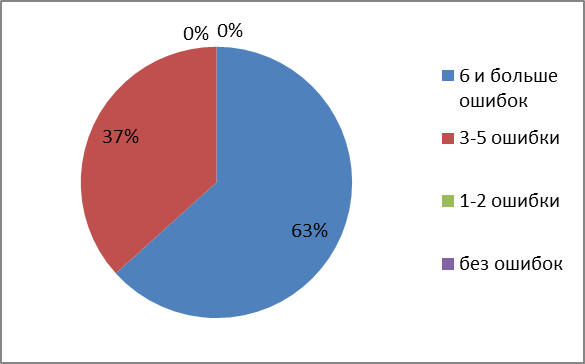 0% 0%
37%
63%
6 и больше
ошибок
3-5 ошибки
1-2 ошибки
без ошибок